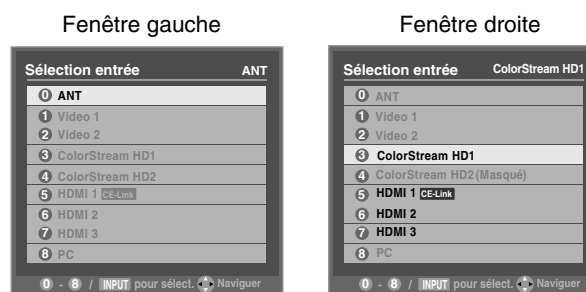 Fenêtre gauche
Sélection entrée ANT
0 ANT
1 Video 1
2 Video 2
3 ColorStream HD1
4 ColorStream HD2
5 HDMI 1 CE-Link
6 HDMI 2
7 HDMI 3
8 PC
0 - 8 / INPUT pour sélect. Naviguer
Fenêtre droite
Sélection entrée ColorStream HD1
0 ANT
1 Video 1
2 Video 2
3 ColorStream HD1
4 ColorStream HD2(Masqué)
5 HDMI 1 CE-Link
6 HDMI 2
7 HDMI 3
8 PC
0 - 8 / INPUT pour sélect. Naviguer